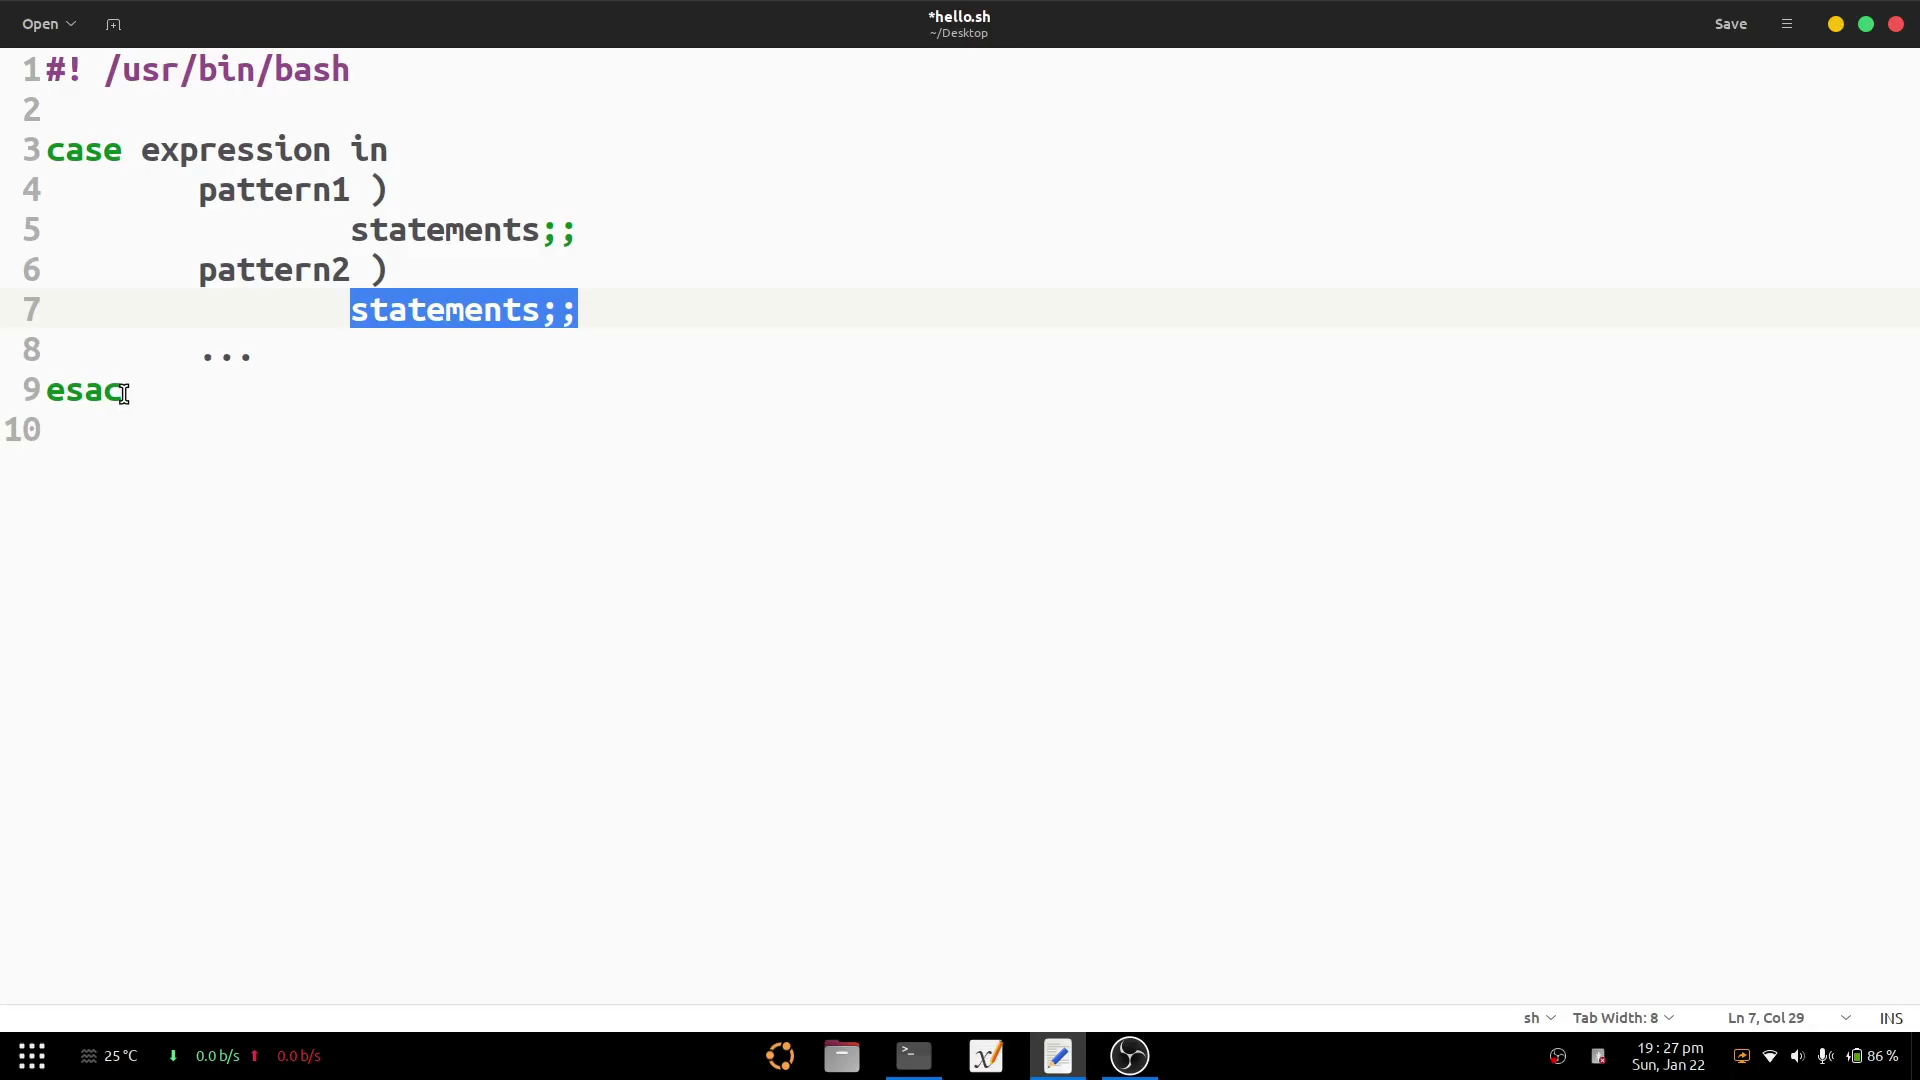 Open
*hello.sh
~/Desktop
Save
1 #! /usr/bin/bash
2
3 case expression in
4 pattern1 )
5 statements;;
6 pattern2 )
7 statements;;
8 ...
9 esac
10
sh Tab Width: 8 Ln 7, Col 29 INS
25 °C 0.0 b/s 0.0 b/s
19 : 27 pm
Sun, Jan 22
86 %